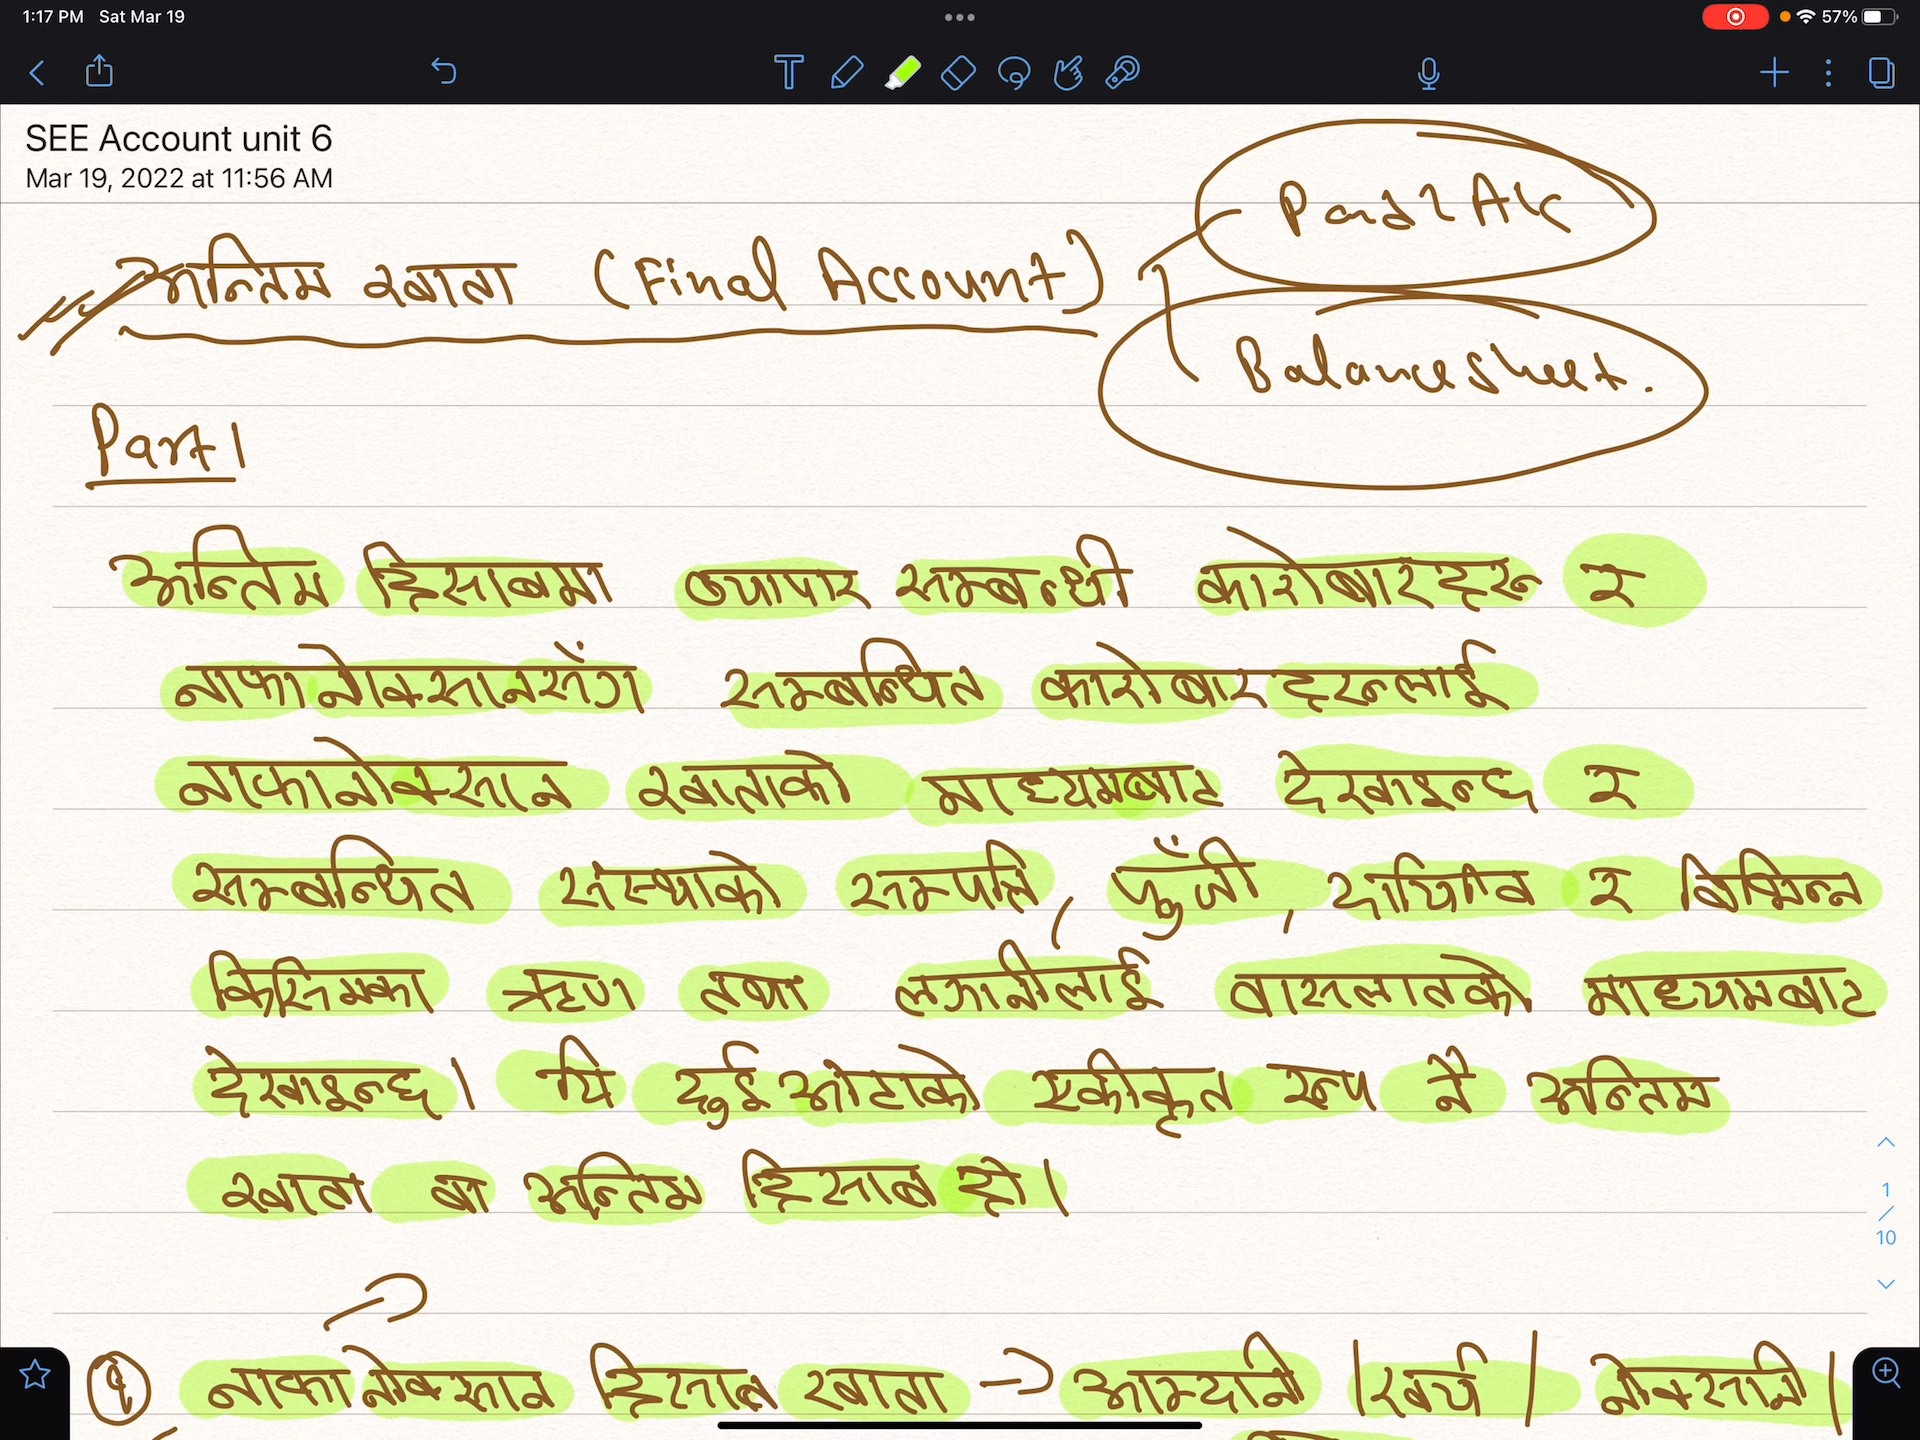 1:17 PM Sat Mar 19
57%
SEE Account unit 6
Mar 19, 2022 at 11:56 AM
P and L A/c
अन्तिम खाता (Final Account)
Balance sheet.
Part 1
अन्तिम हिसाबमा व्यापार सम्बन्धी कारोबारहरू र
नाफा नोक्सानसँग सम्बन्धित कारोबारहरूलाई
नाफानोक्सान खाताको माध्यमबाट देखाइन्छ र
सम्बन्धित संस्थाको सम्पत्ति, पुँजी, दायित्व र विभिन्न
किसिमका ऋण तथा लगानीलाई वासलातको माध्यमबाट
देखाइन्छ। यि दुई ओटाको एकीकृत रूप नै अन्तिम
खाता वा अन्तिम हिसाब हो।
1
/
10
१ नाफा नोक्सान हिसाब खाता → आम्दानी | खर्च | नोक्सानी |